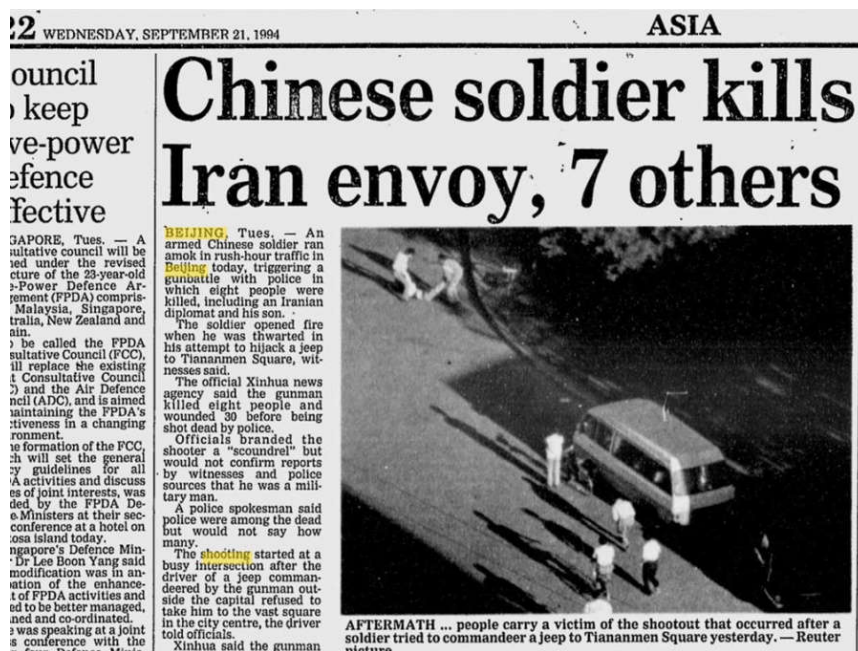 22 WEDNESDAY, SEPTEMBER 21, 1994
ASIA
ouncil
o keep
ve-power
efence
ffective
GAPORE, Tues. — A
sultative council will be
ned under the revised
cture of the 23-year-old
e-Power Defence Ar-
gement (FPDA) compris-
Malaysia, Singapore,
tralia, New Zealand and
ain.
o be called the FPDA
sultative Council (FCC),
ill replace the existing
t Consultative Council
C) and the Air Defence
ncil (ADC), and is aimed
naintaining the FPDA's
ctiveness in a changing
ronment.
he formation of the FCC,
ch will set the general
cy guidelines for all
A activities and discuss
es of joint interests, was
ded by the FPDA De-
e Ministers at their sec-
conference at a hotel on
osa island today.
ngapore's Defence Min-
Dr Lee Boon Yang said
modification was in an-
ation of the enhance-
t of FPDA activities and
ed to be better managed,
ned and co-ordinated.
e was speaking at a joint
s conference with the
Chinese soldier kills
Iran envoy, 7 others
BEIJING, Tues. — An
armed Chinese soldier ran
amok in rush-hour traffic in
Beijing today, triggering a
gunbattle with police in
which eight people were
killed, including an Iranian
diplomat and his son.
The soldier opened fire
when he was thwarted in
his attempt to hijack a jeep
to Tiananmen Square, wit-
nesses said.
The official Xinhua news
agency said the gunman
killed eight people and
wounded 30 before being
shot dead by police.
Officials branded the
shooter a "scoundrel" but
would not confirm reports
by witnesses and police
sources that he was a mili-
tary man.
A police spokesman said
police were among the dead
but would not say how
many.
The shooting started at a
busy intersection after the
driver of a jeep comman-
deered by the gunman out-
side the capital refused to
take him to the vast square
in the city centre, the driver
told officials.
Xinhua said the gunman
AFTERMATH ... people carry a victim of the shootout that occurred after a
soldier tried to commandeer a jeep to Tiananmen Square yesterday. — Reuter
picture